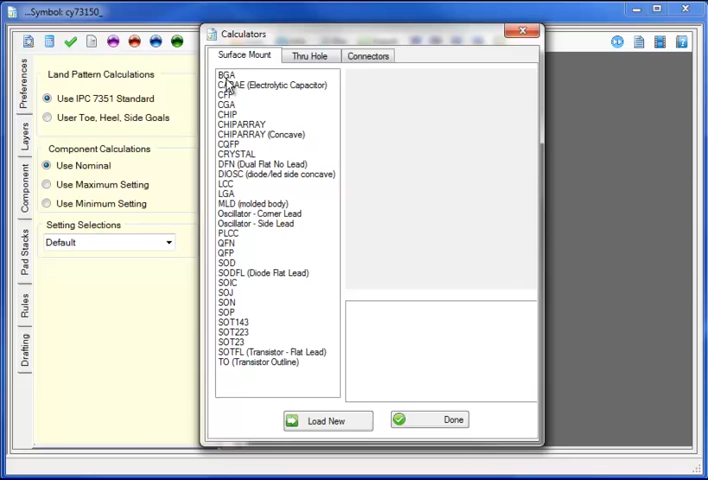 ...Symbol: cy73150_
Calculators
Surface Mount
Thru Hole
Connectors
Preferences
Layers
Component
Pad Stacks
Rules
Drafting
Land Pattern Calculations
Use IPC 7351 Standard
User Toe, Heel, Side Goals
Component Calculations
Use Nominal
Use Maximum Setting
Use Minimum Setting
Setting Selections
Default
BGA
CAPAE (Electrolytic Capacitor)
CFP
CGA
CHIP
CHIPARRAY
CHIPARRAY (Concave)
CQFP
CRYSTAL
DFN (Dual Flat No Lead)
DIOSC (diode/led side concave)
LCC
LGA
MLD (molded body)
Oscillator - Corner Lead
Oscillator - Side Lead
PLCC
QFN
QFP
SOD
SODFL (Diode Flat Lead)
SOIC
SOJ
SON
SOP
SOT143
SOT223
SOT23
SOTFL (Transistor - Flat Lead)
TO (Transistor Outline)
Load New
Done